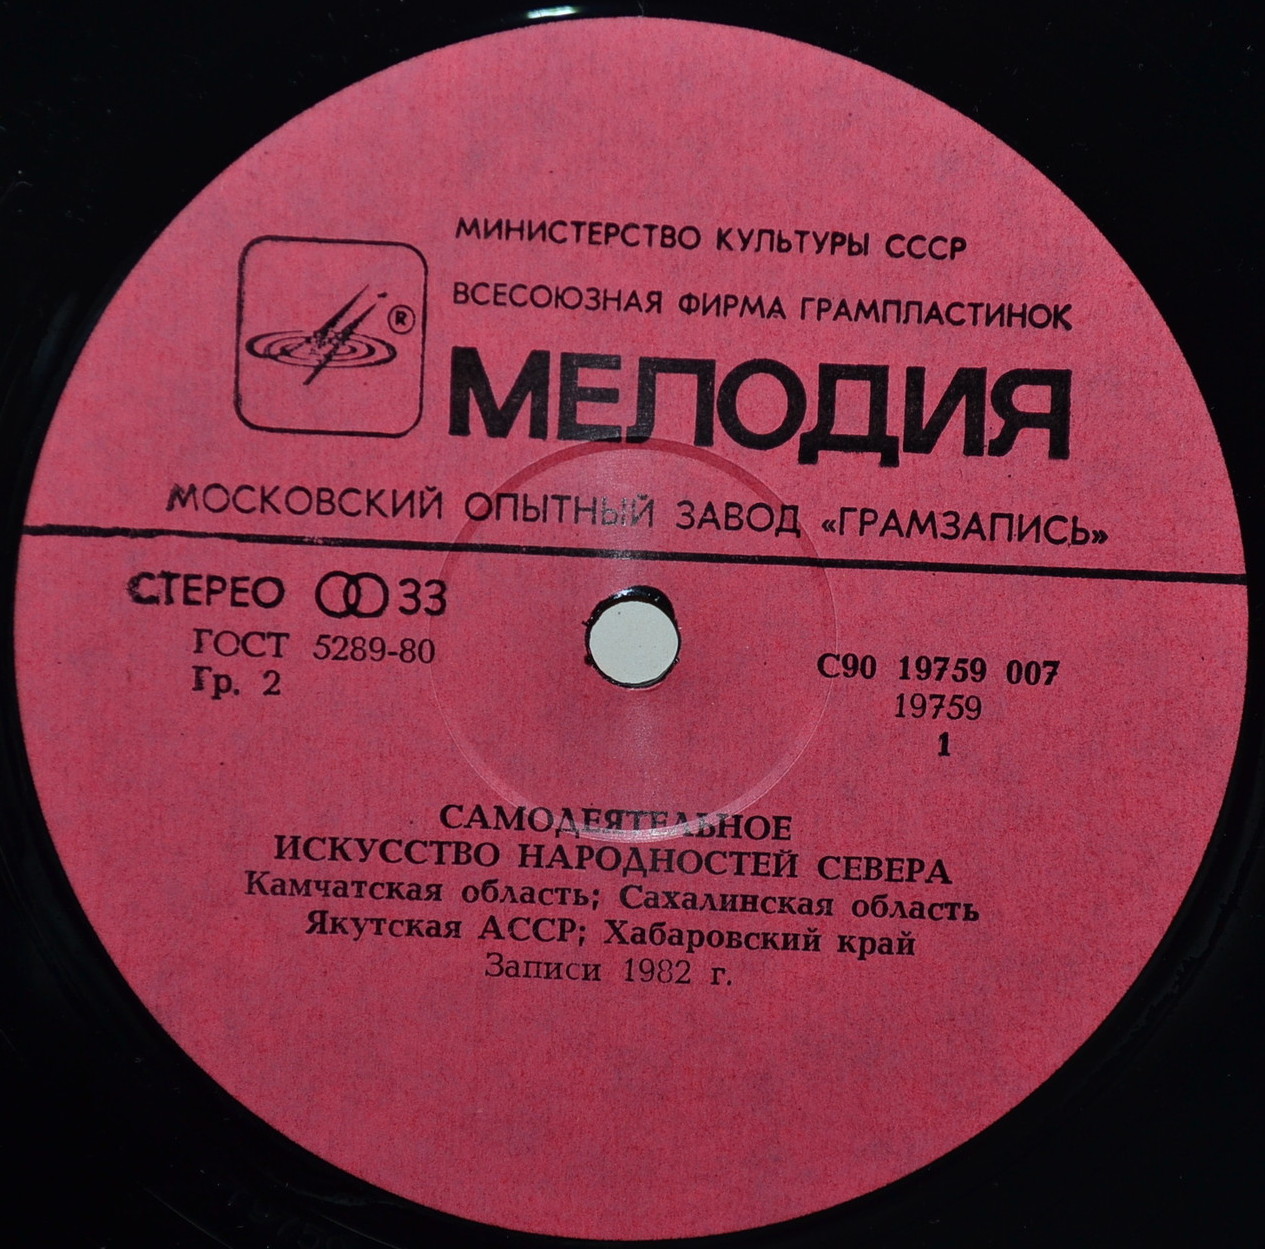 МИНИСТЕРСТВО КУЛЬТУРЫ СССР
ВСЕСОЮЗНАЯ ФИРМА ГРАМПЛАСТИНОК
®
МЕЛОДИЯ
МОСКОВСКИЙ ОПЫТНЫЙ ЗАВОД «ГРАМЗАПИСЬ»
СТЕРЕО 33
ГОСТ 5289-80
Гр. 2
С90 19759 007
19759
1
САМОДЕЯТЕЛЬНОЕ
ИСКУССТВО НАРОДНОСТЕЙ СЕВЕРА
Камчатская область; Сахалинская область
Якутская АССР; Хабаровский край
Записи 1982 г.